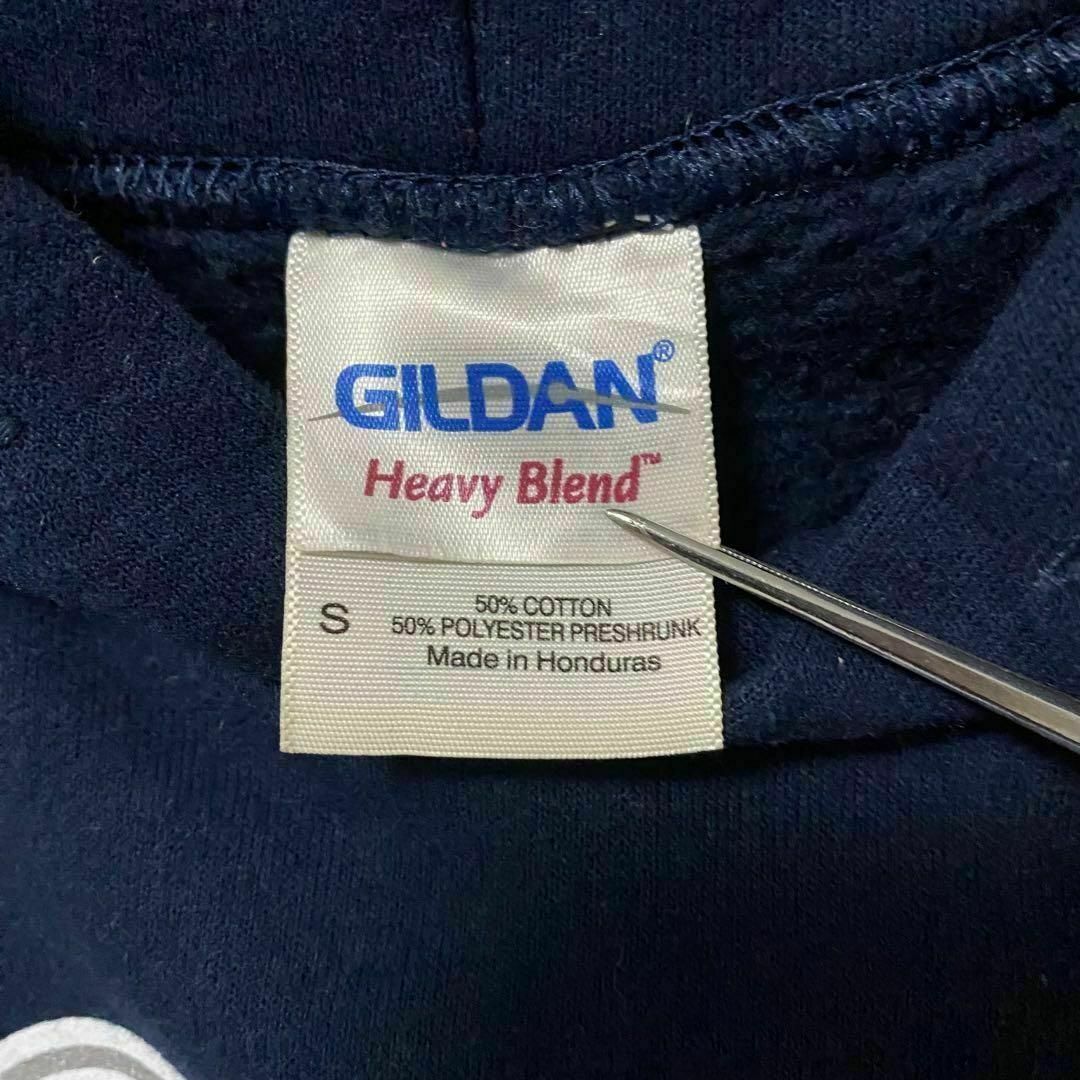 GILDAN®
Heavy Blend™
S
50% COTTON
50% POLYESTER PRESHRUNK
Made in Honduras